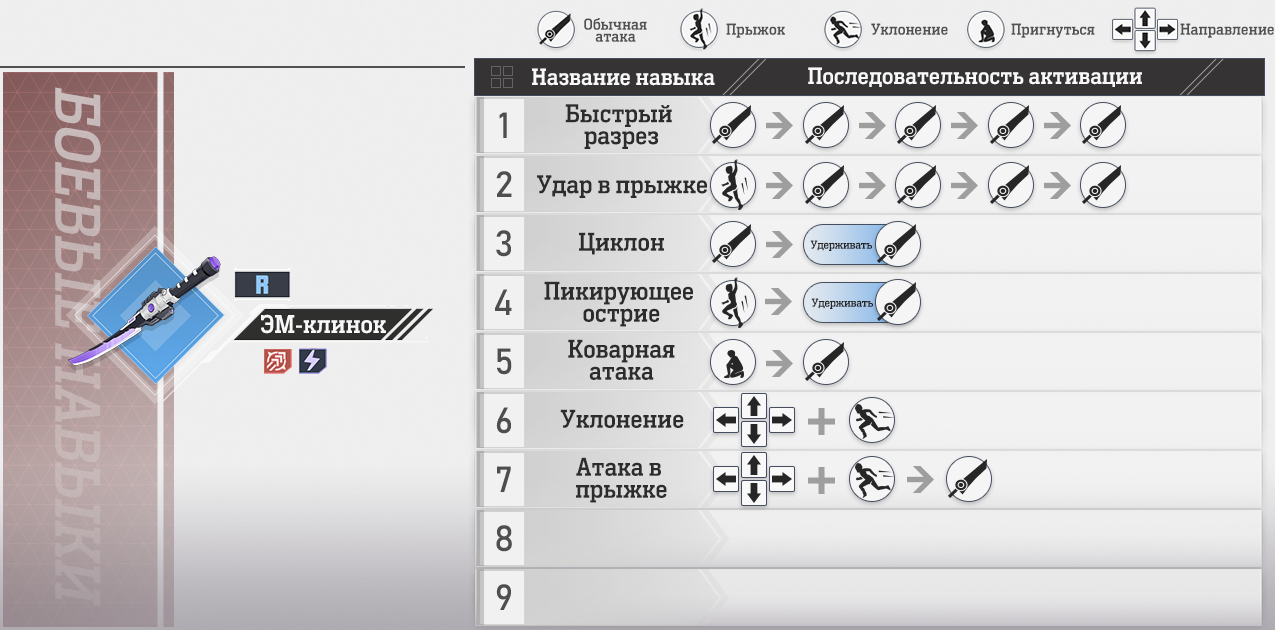 Обычная
атака
Прыжок
Уклонение
Пригнуться
Направление
Название навыка
Последовательность активации
БОЕВЫЕ НАВЫКИ
R
ЭМ-клинок
1
Быстрый
разрез
2
Удар в прыжке
3
Циклон
Удерживать
4
Пикирующее
острие
Удерживать
5
Коварная
атака
6
Уклонение
7
Атака в
прыжке
8
9